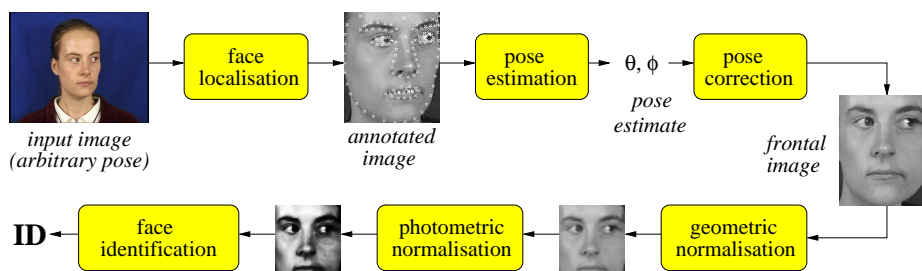 face
localisation
pose
estimation
θ, ϕ
pose
correction
input image
(arbitrary pose)
annotated
image
pose
estimate
frontal
image
ID
face
identification
photometric
normalisation
geometric
normalisation